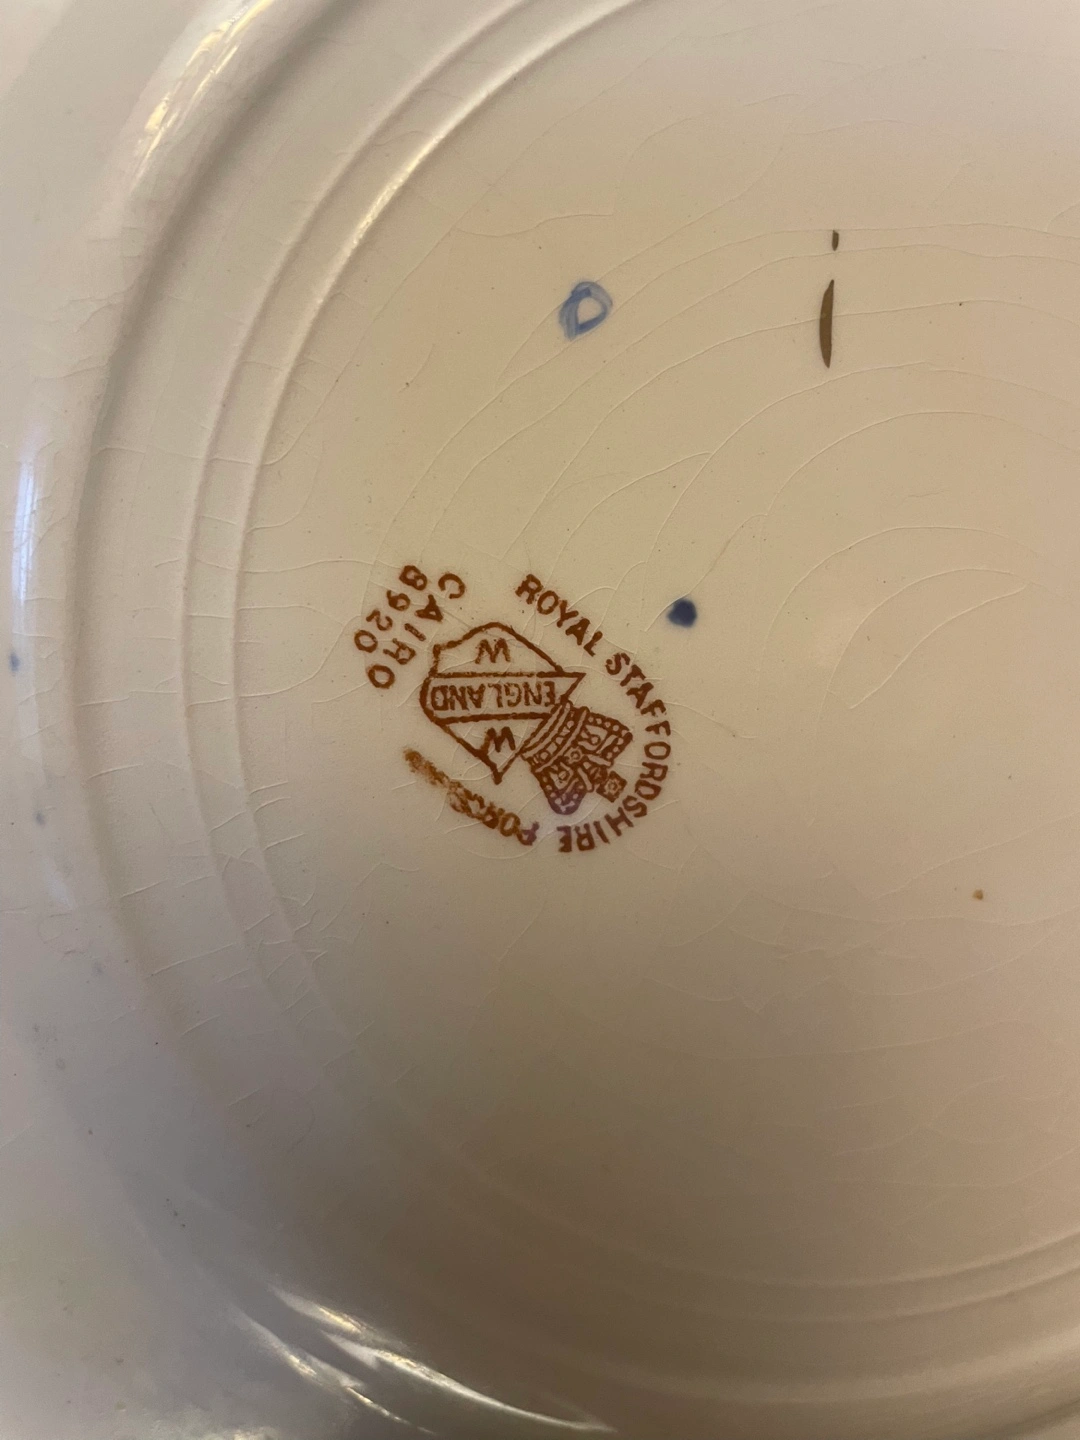 ROYAL STAFFORDSHIRE
W
ENGLAND
W
CAIRO
8920